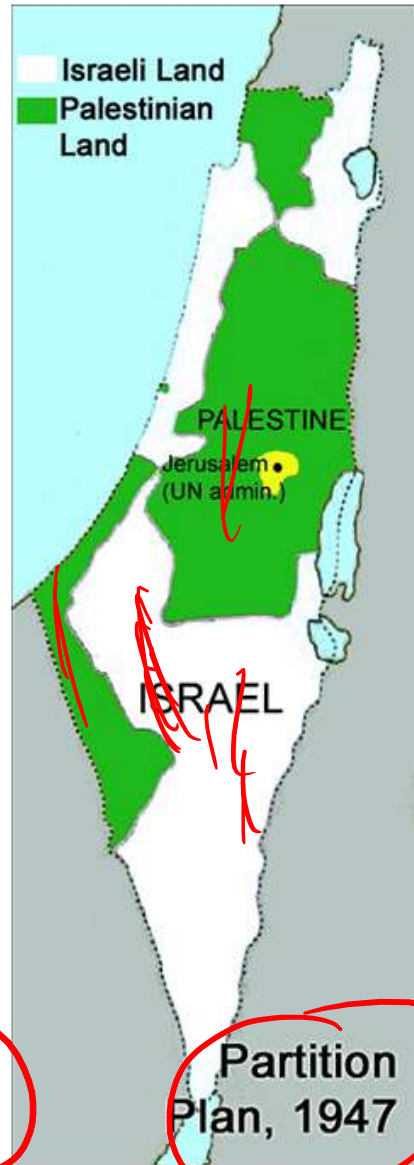 Israeli Land
Palestinian
Land
PALESTINE
Jerusalem
(UN admin.)
ISRAEL
Partition
Plan, 1947